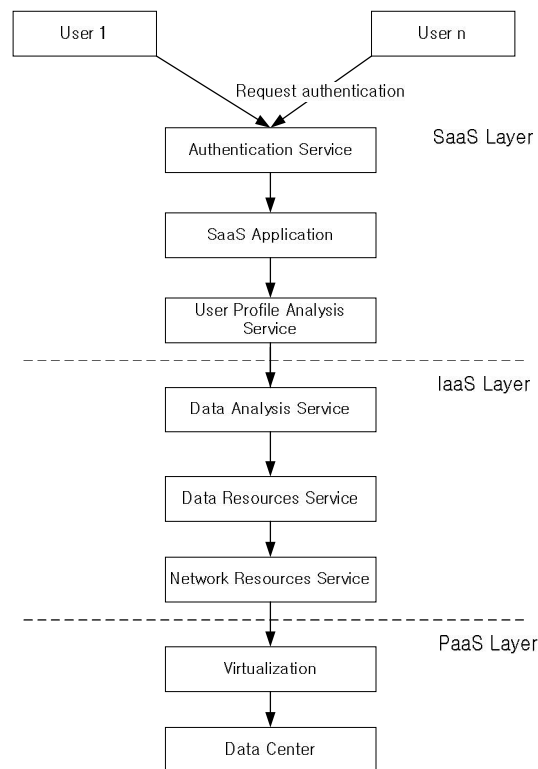 User 1
User n
Request authentication
SaaS Layer
Authentication Service
SaaS Application
User Profile Analysis
Service
IaaS Layer
Data Analysis Service
Data Resources Service
Network Resources Service
PaaS Layer
Virtualization
Data Center